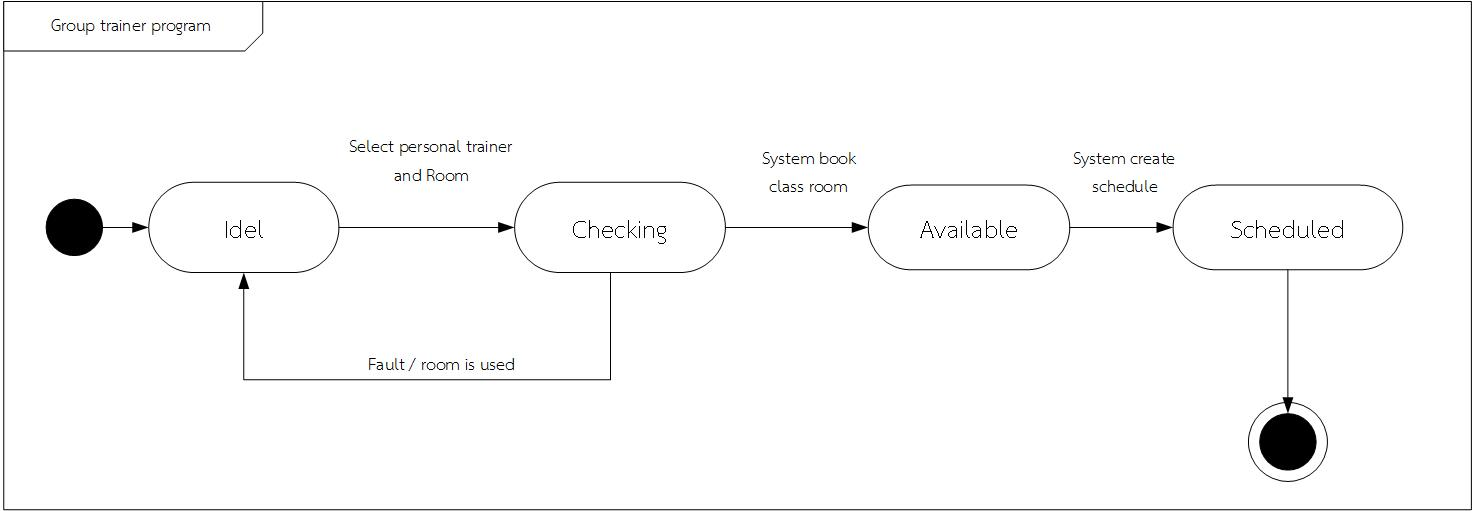 Group trainer program
Select personal trainer
and Room
System book
class room
System create
schedule
Idel
Checking
Available
Scheduled
Fault / room is used